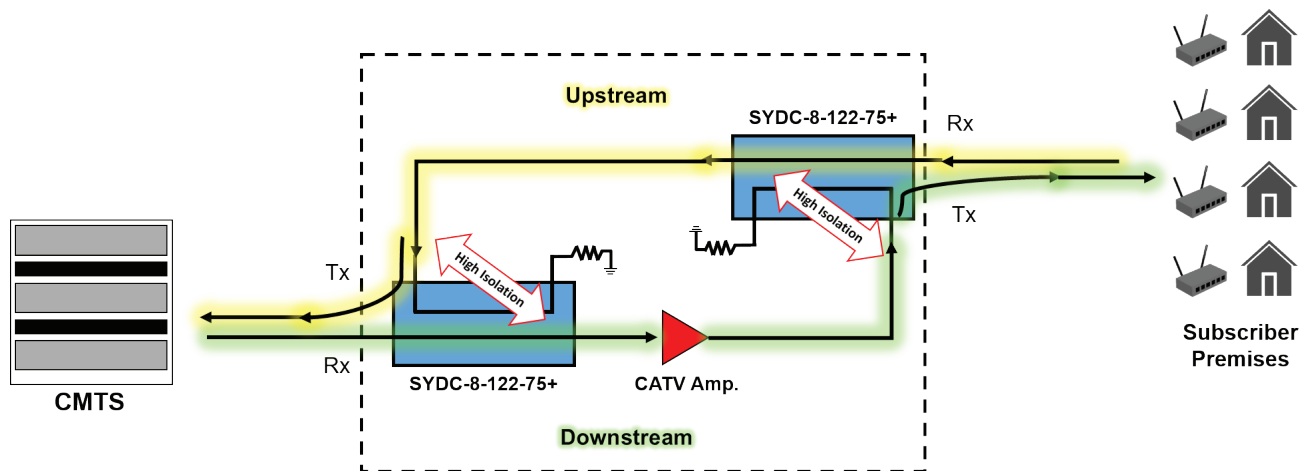 Upstream
SYDC-8-122-75+
Rx
High Isolation
Tx
Tx
High Isolation
Rx
SYDC-8-122-75+
CATV Amp.
CMTS
Subscriber
Premises
Downstream